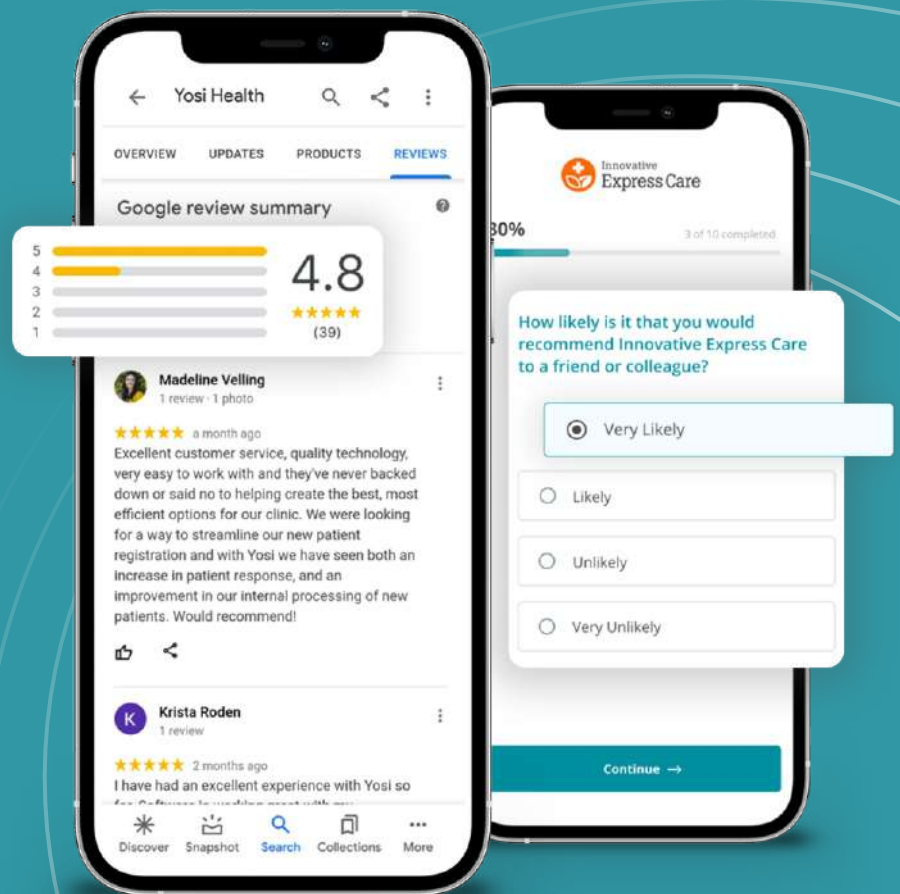 Yosi Health
OVERVIEW UPDATES PRODUCTS REVIEWS
Google review summary
5
4
3
2
1
4.8
(39)
Madeline Velling
1 review · 1 photo
a month ago
Excellent customer service, quality technology,
very easy to work with and they've never backed
down or said no to helping create the best, most
efficient options for our clinic. We were looking
for a way to streamline our new patient
registration and with Yosi we have seen both an
increase in patient response, and an
improvement in our internal processing of new
patients. Would recommend!
K
Krista Roden
1 review
2 months ago
I have had an excellent experience with Yosi so
Discover Snapshot Search Collections More
Innovative
Express Care
30%
3 of 10 completed
How likely is it that you would
recommend Innovative Express Care
to a friend or colleague?
Very Likely
Likely
Unlikely
Very Unlikely
Continue →